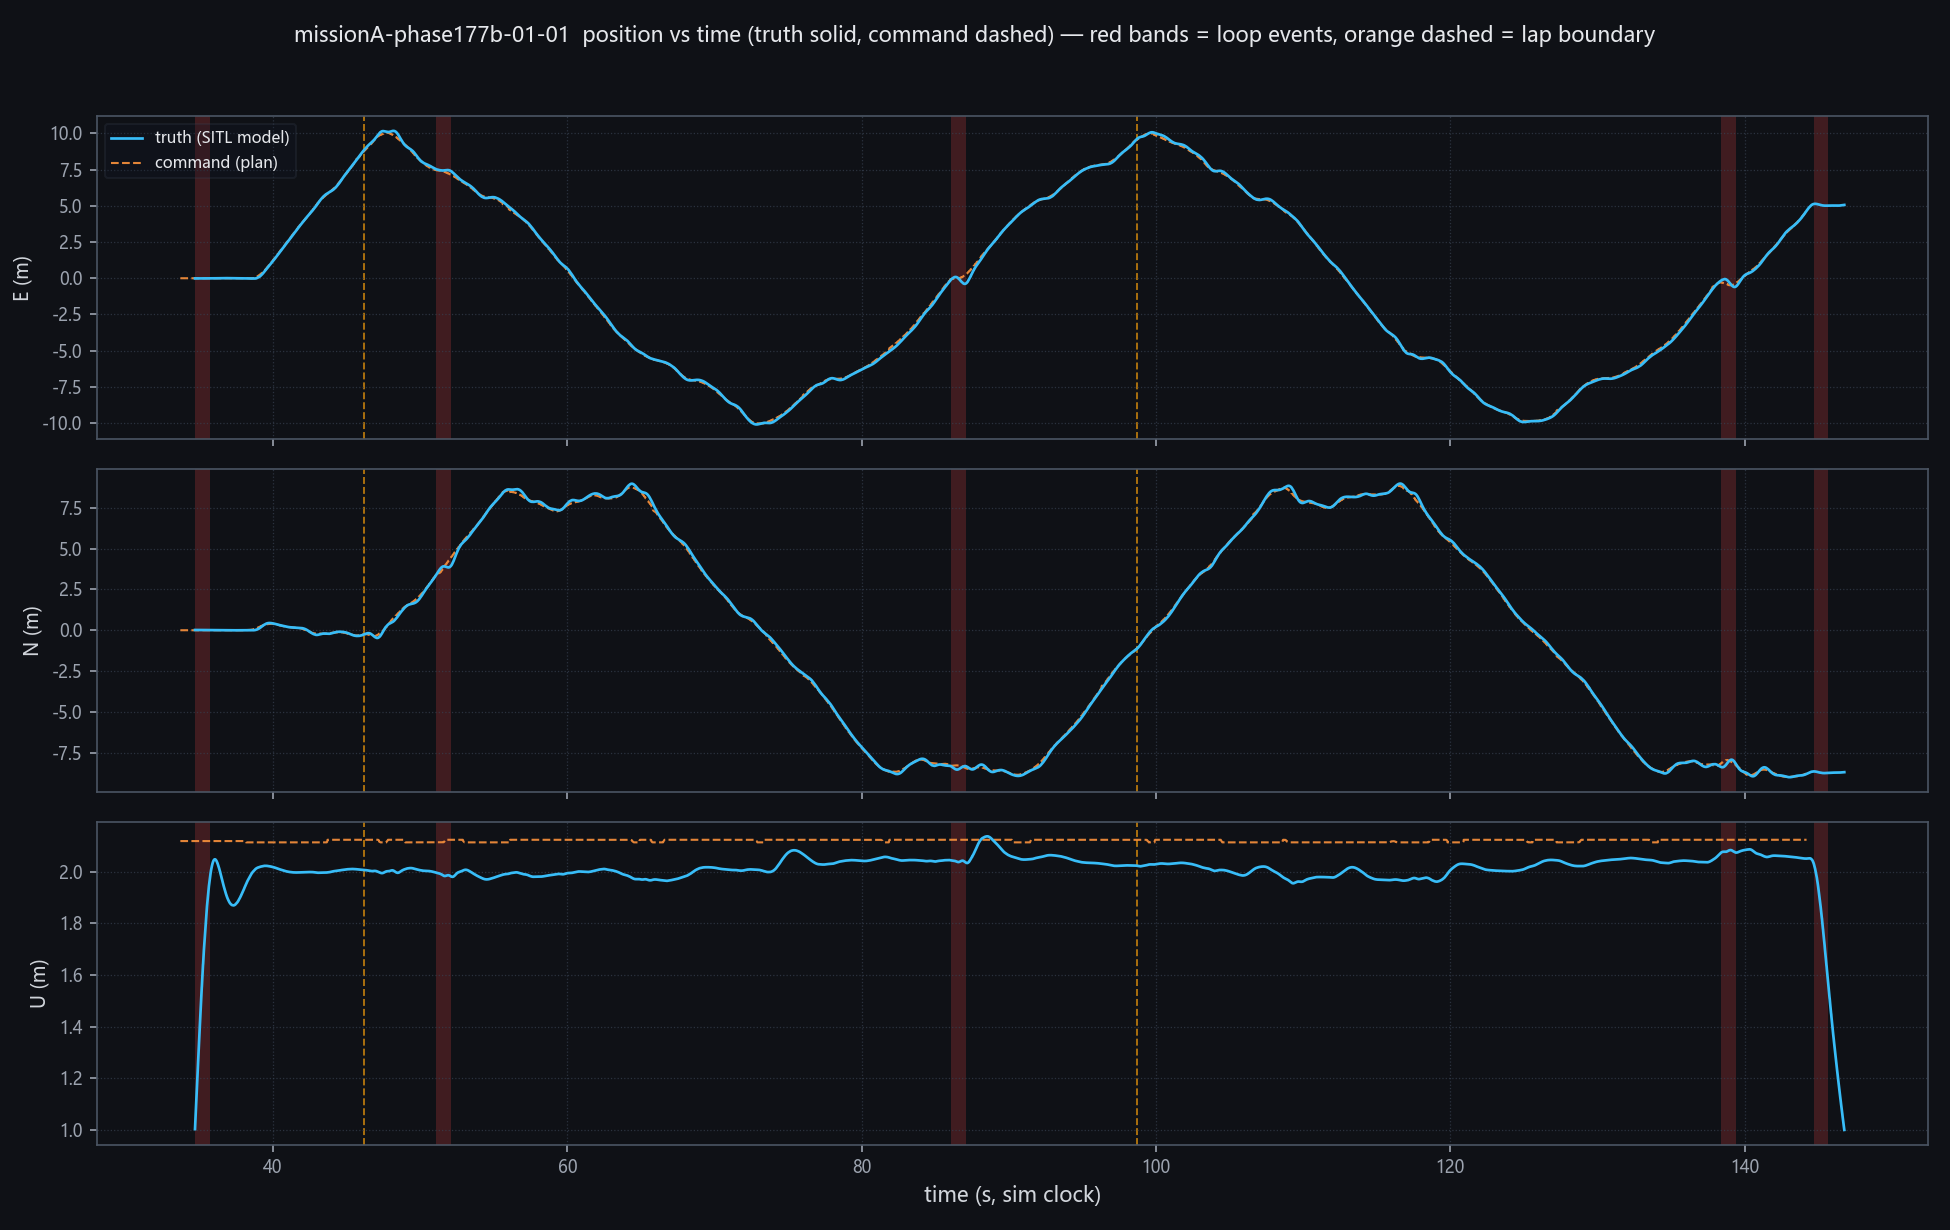 missionA-phase177b-01-01  position vs time (truth solid, command dashed) — red bands = loop events, orange dashed = lap boundary
truth (SITL model)
command (plan)
E (m)
10.0
7.5
5.0
2.5
0.0
-2.5
-5.0
-7.5
-10.0
N (m)
7.5
5.0
2.5
0.0
-2.5
-5.0
-7.5
U (m)
2.0
1.8
1.6
1.4
1.2
1.0
40 60 80 100 120 140
time (s, sim clock)